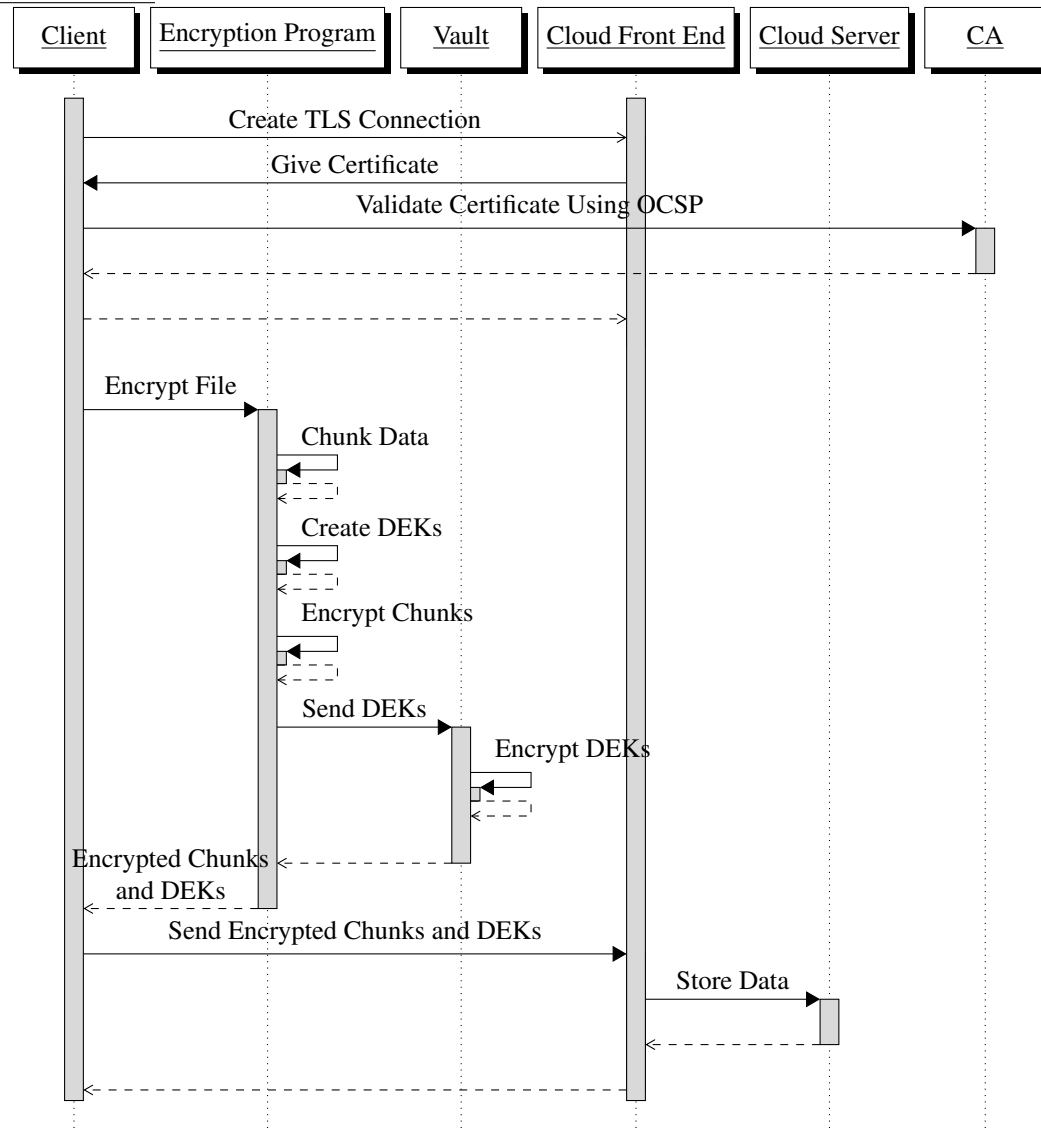 Client
Encryption Program
Vault
Cloud Front End
Cloud Server
CA
Create TLS Connection
Give Certificate
Validate Certificate Using OCSP
Encrypt File
Chunk Data
Create DEKs
Encrypt Chunks
Send DEKs
Encrypt DEKs
Encrypted Chunks
and DEKs
Send Encrypted Chunks and DEKs
Store Data